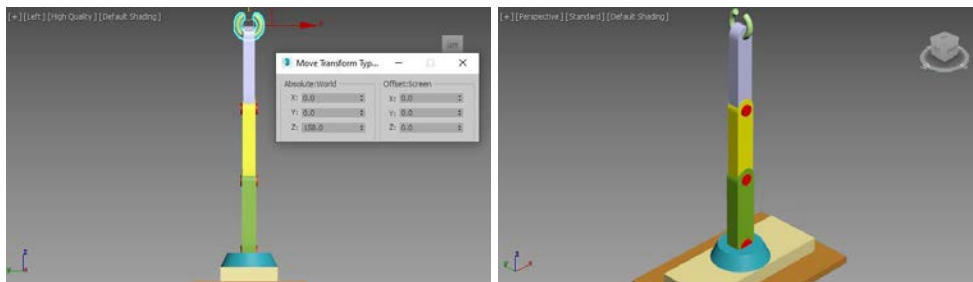 [+][Left][High Quality][Default Shading]
Move Transform Typ...
Absolute:World
Offset:Screen
X: 0.0
X: 0.0
Y: 0.0
Y: 0.0
Z: 158.0
Z: 0.0
[+][Perspective][Standard][Default Shading]